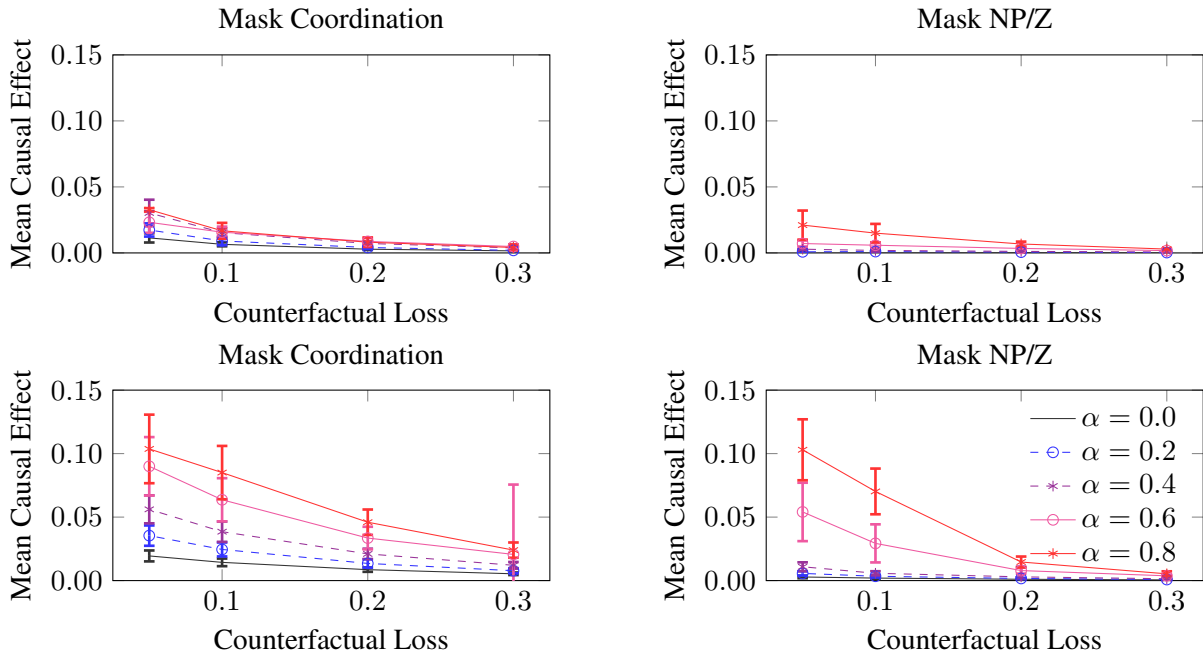 Mask Coordination
Mean Causal Effect
0.15
0.10
0.05
0.00
0.1 0.2 0.3
Counterfactual Loss
Mask NP/Z
Mean Causal Effect
0.15
0.10
0.05
0.00
0.1 0.2 0.3
Counterfactual Loss
Mask Coordination
Mean Causal Effect
0.15
0.10
0.05
0.00
0.1 0.2 0.3
Counterfactual Loss
Mask NP/Z
Mean Causal Effect
0.15
0.10
0.05
0.00
0.1 0.2 0.3
Counterfactual Loss
α = 0.0
α = 0.2
α = 0.4
α = 0.6
α = 0.8